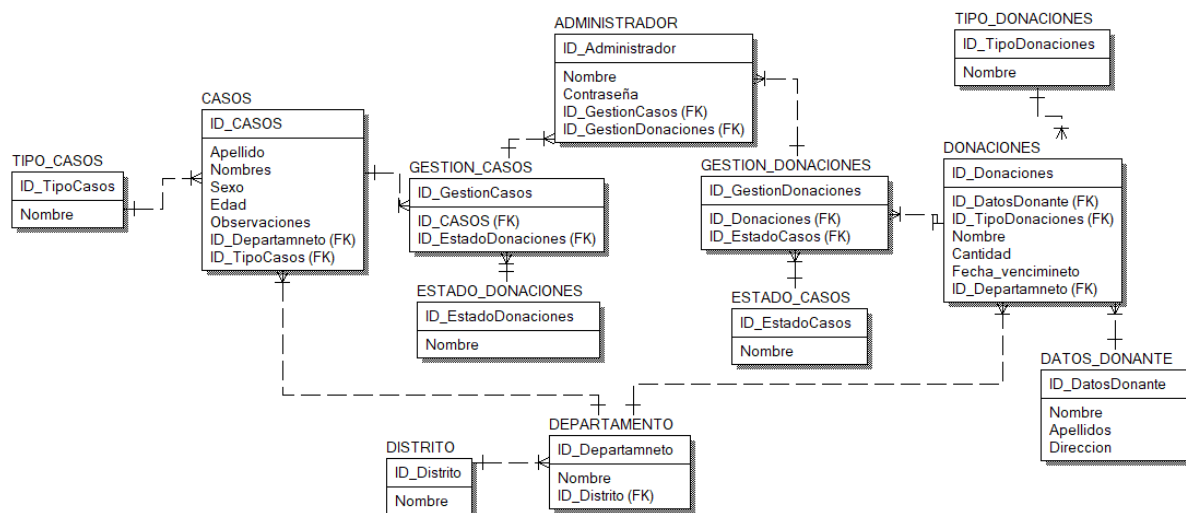 ADMINISTRADOR
ID_Administrador
Nombre
Contraseña
ID_GestionCasos (FK)
ID_GestionDonaciones (FK)
TIPO_DONACIONES
ID_TipoDonaciones
Nombre
CASOS
ID_CASOS
Apellido
Nombres
Sexo
Edad
Observaciones
ID_Departamneto (FK)
ID_TipoCasos (FK)
TIPO_CASOS
ID_TipoCasos
Nombre
GESTION_CASOS
ID_GestionCasos
ID_CASOS (FK)
ID_EstadoDonaciones (FK)
GESTION_DONACIONES
ID_GestionDonaciones
ID_Donaciones (FK)
ID_EstadoCasos (FK)
DONACIONES
ID_Donaciones
ID_DatosDonante (FK)
ID_TipoDonaciones (FK)
Nombre
Cantidad
Fecha_vencimineto
ID_Departamneto (FK)
ESTADO_DONACIONES
ID_EstadoDonaciones
Nombre
ESTADO_CASOS
ID_EstadoCasos
Nombre
DATOS_DONANTE
ID_DatosDonante
Nombre
Apellidos
Direccion
DISTRITO
ID_Distrito
Nombre
DEPARTAMENTO
ID_Departamneto
Nombre
ID_Distrito (FK)